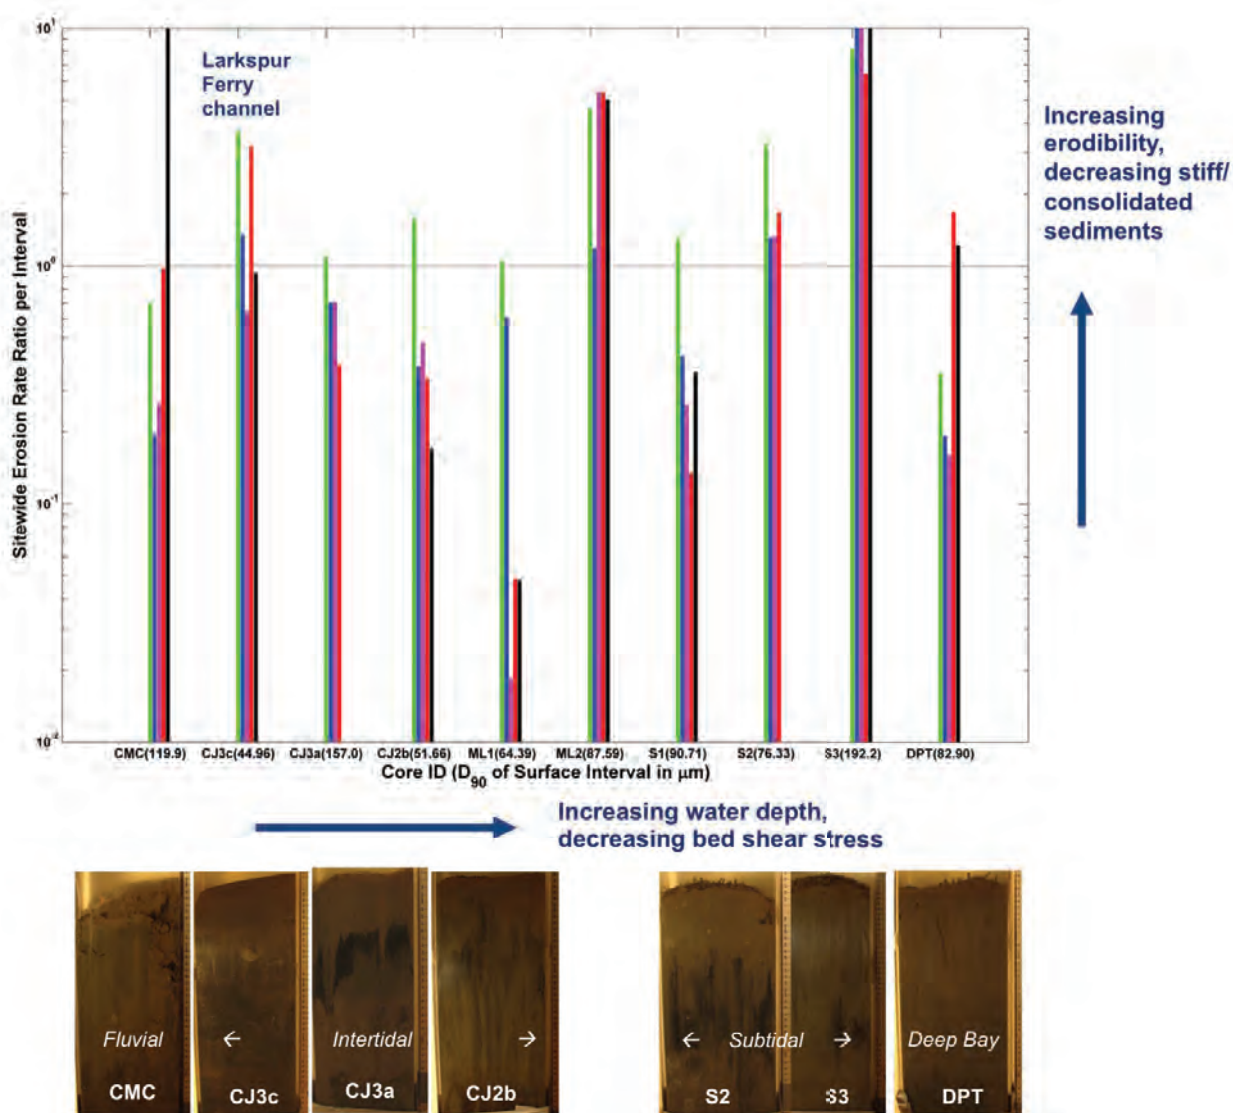 10¹
Larkspur
Ferry
channel
Increasing
erodibility,
decreasing stiff/
consolidated
sediments
Sitewide Erosion Rate Ratio per Interval
10⁰
10⁻¹
10⁻²
CMC(119.9) CJ3c(44.96) CJ3a(157.0) CJ2b(51.66) ML1(64.39) ML2(87.59) S1(90.71) S2(76.33) S3(192.2) DPT(82.90)
Core ID (D₉₀ of Surface Interval in μm)
Increasing water depth,
decreasing bed shear stress
Fluvial ← Intertidal → ← Subtidal → Deep Bay
CMC CJ3c CJ3a CJ2b S2 S3 DPT